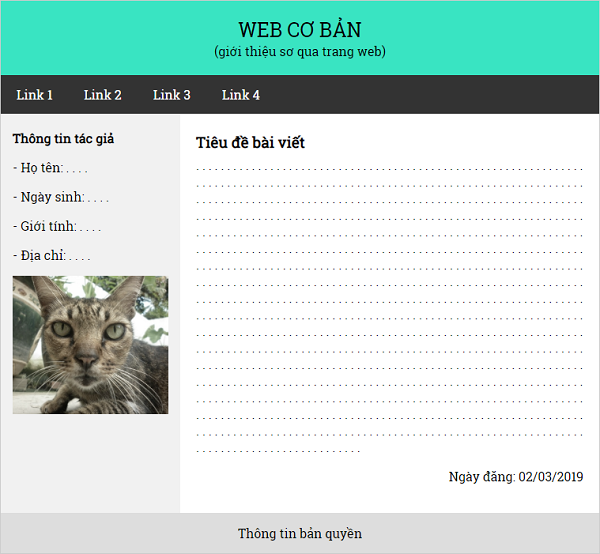 WEB CƠ BẢN
(giới thiệu sơ qua trang web)
Link 1 Link 2 Link 3 Link 4
Thông tin tác giả
- Họ tên: . . . .
- Ngày sinh: . . . .
- Giới tính: . . . .
- Địa chỉ: . . . .
Tiêu đề bài viết
Ngày đăng: 02/03/2019
Thông tin bản quyền